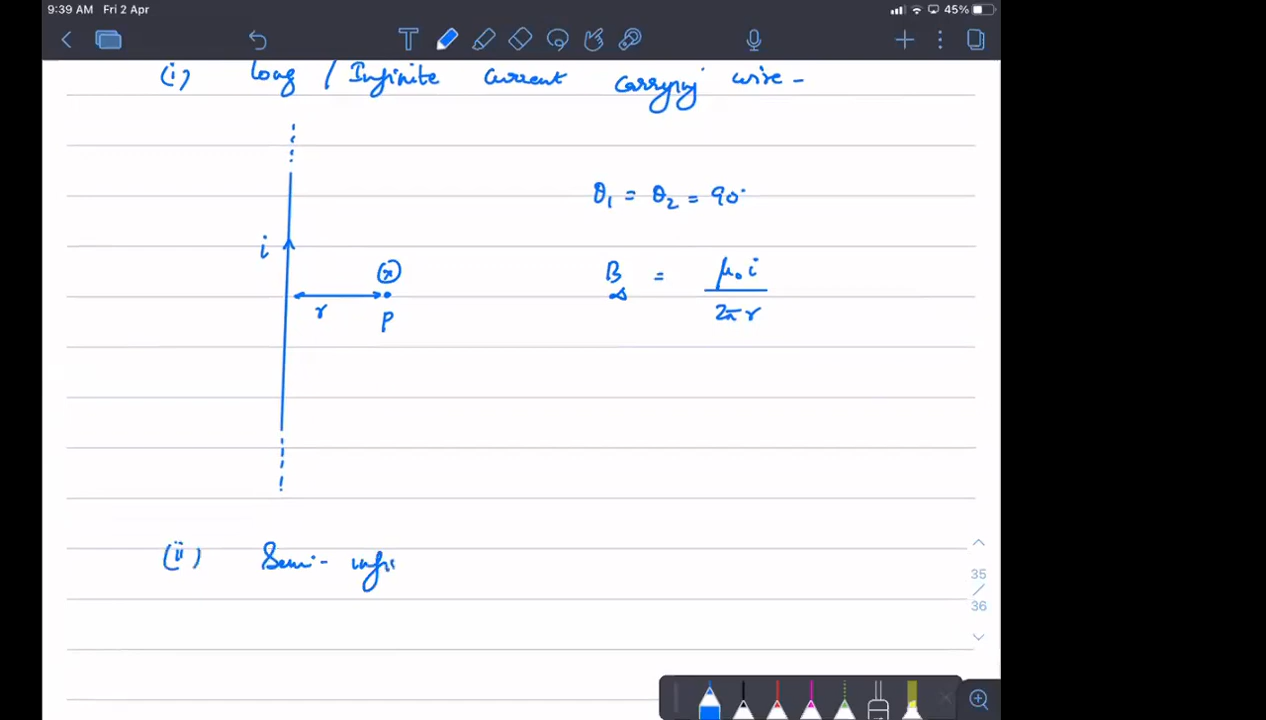 9:39 AM Fri 2 Apr
45%
T
(i) Long / Infinite current carrying wire -
θ₁ = θ₂ = 90°
i
B∞ = μ₀i / 2πr
r
P
(ii) Semi- infi
35
/
36